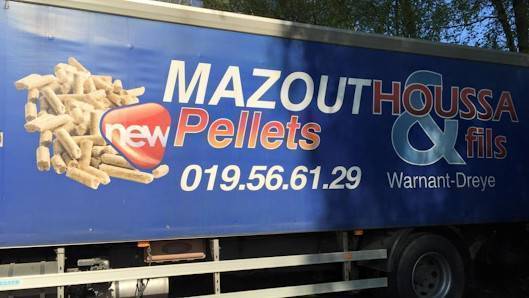 MAZOUT HOUSSA
& fils
new Pellets
019.56.61.29
Warnant-Dreye